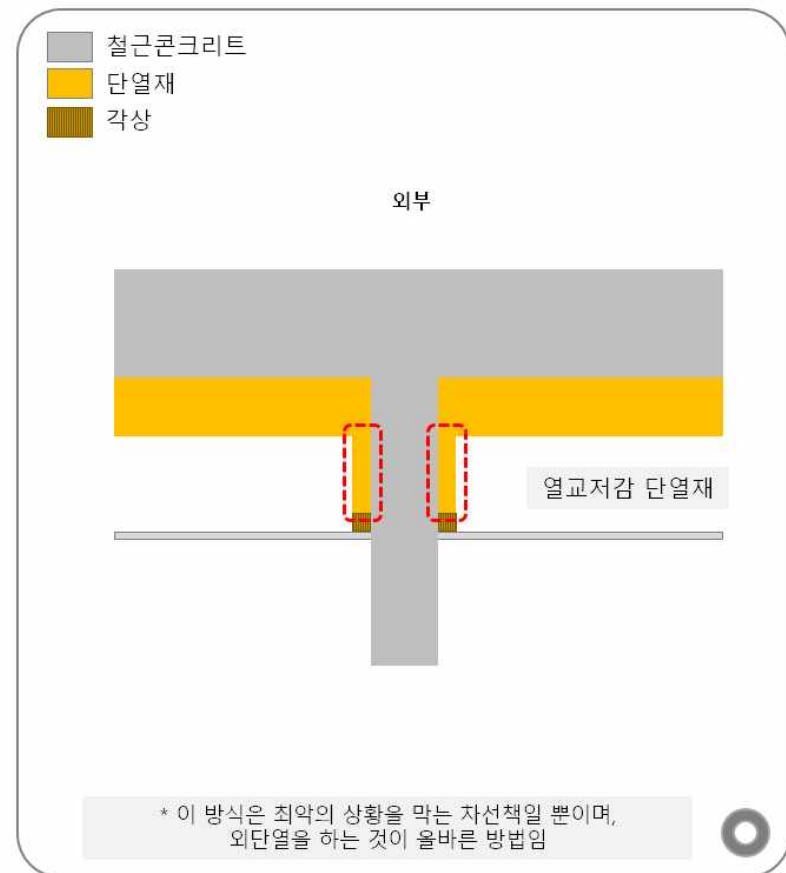 철근콘크리트
단열재
각상
외부
열교저감 단열재
* 이 방식은 최악의 상황을 막는 차선책일 뿐이며,
외단열을 하는 것이 올바른 방법임